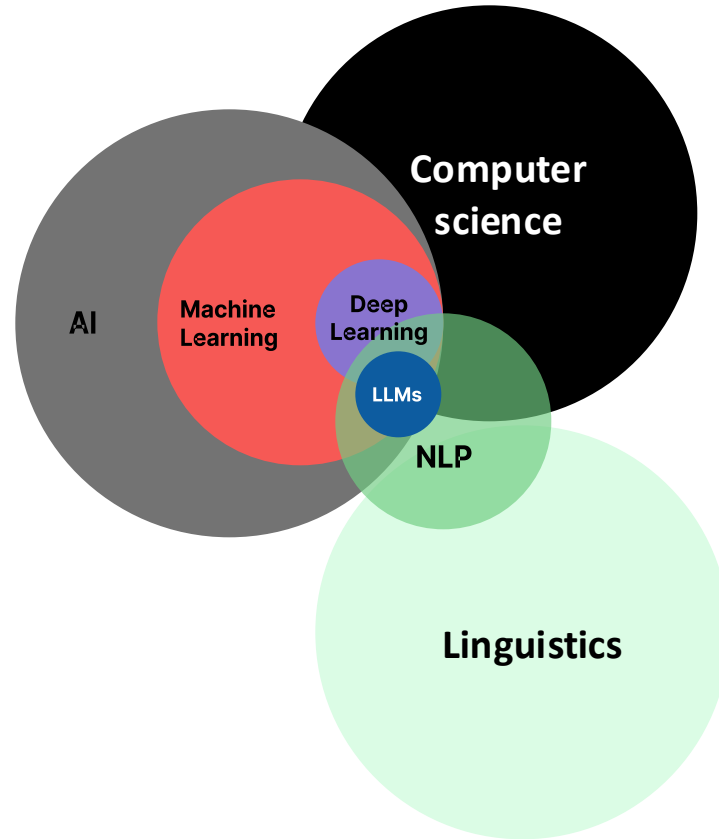 Computer
science
AI
Machine
Learning
Deep
Learning
LLMs
NLP
Linguistics